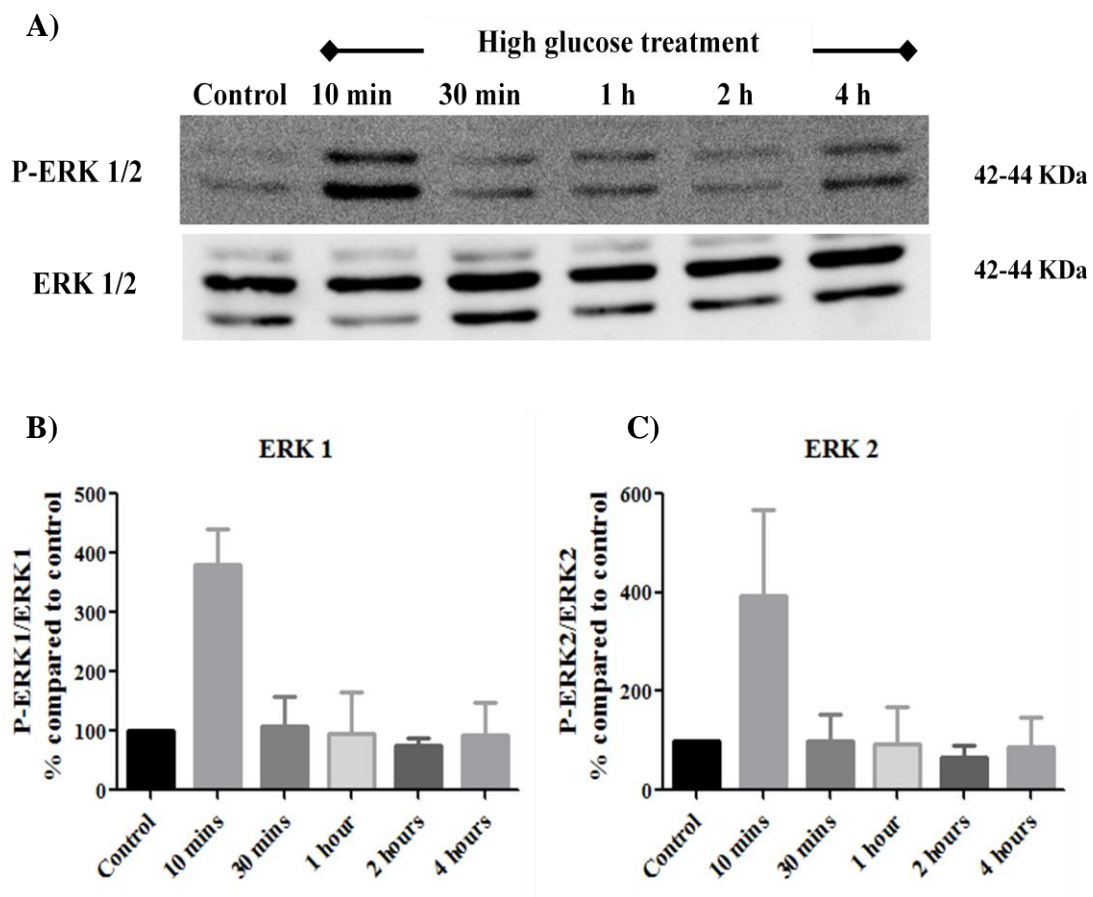 A)
High glucose treatment
Control 10 min 30 min 1 h 2 h 4 h
P-ERK 1/2
42-44 KDa
ERK 1/2
42-44 KDa
B)
ERK 1
P-ERK1/ERK1
% compared to control
500
400
300
200
100
0
Control
10 mins
30 mins
1 hour
2 hours
4 hours
C)
ERK 2
P-ERK2/ERK2
% compared to control
600
400
200
0
Control
10 mins
30 mins
1 hour
2 hours
4 hours